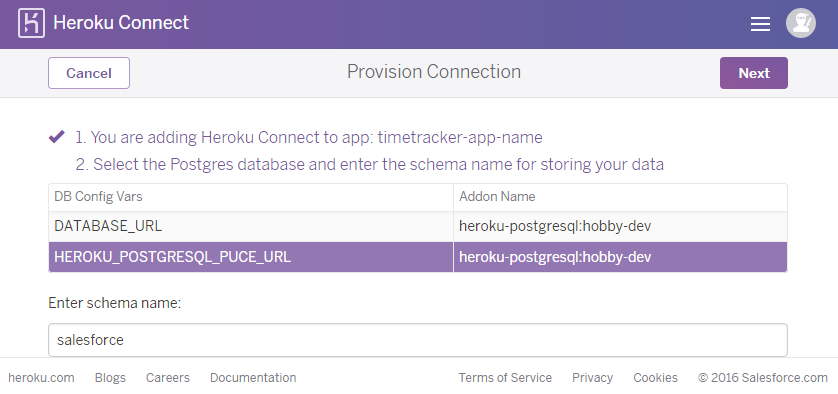 Heroku Connect
Cancel Provision Connection Next
1. You are adding Heroku Connect to app: timetracker-app-name
2. Select the Postgres database and enter the schema name for storing your data
DB Config Vars Addon Name
DATABASE_URL heroku-postgresql:hobby-dev
HEROKU_POSTGRESQL_PUCE_URL heroku-postgresql:hobby-dev
Enter schema name:
salesforce
heroku.com Blogs Careers Documentation Terms of Service Privacy Cookies © 2016 Salesforce.com